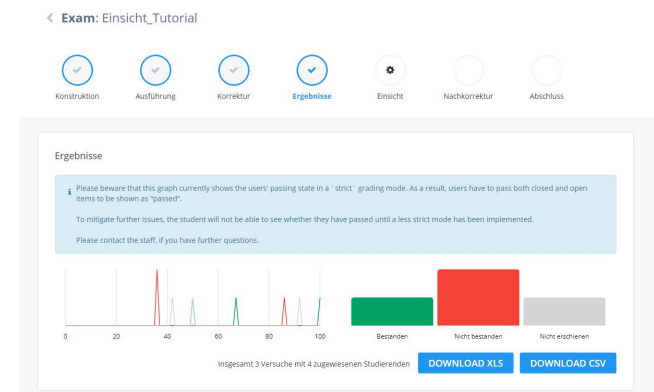 Exam: Einsicht_Tutorial
Konstruktion Ausführung Korrektur Ergebnisse Einsicht Nachkorrektur Abschluss
Ergebnisse
Please beware that this graph currently shows the users' passing state in a `strict` grading mode. As a result, users have to pass both closed and open
items to be shown as "passed".
To mitigate further issues, the student will not be able to see whether they have passed until a less strict mode has been implemented.
Please contact the staff, if you have further questions.
0 20 40 60 80 100 Bestanden Nicht bestanden Nicht erschienen
Insgesamt 3 Versuche mit 4 zugewiesenen Studierenden DOWNLOAD XLS DOWNLOAD CSV